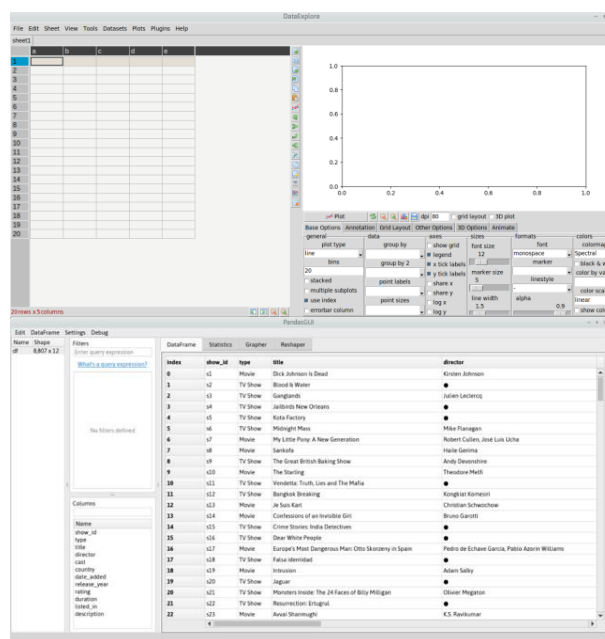 DataExplore
File Edit Sheet View Tools Datasets Plots Plugins Help
sheet1
a b c d e
1
2
3
4
5
6
7
8
9
10
11
12
13
14
15
16
17
18
19
20
20 rows x 5 columns
1.0
0.8
0.6
0.4
0.2
0.0
0.0 0.2 0.4 0.6 0.8 1.0
Plot dpi 80 grid layout 3D plot
Base Options Annotation Grid Layout Other Options 3D Options Animate
general data axes sizes formats colors
plot type group by show grid font size font colormap
line legend 12 monospace Spectral
bins group by 2 x tick labels marker black & w
20 y tick labels marker size color by va
stacked point labels share x 5 linestyle
multiple subplots share y - color scal
use index point sizes log x line width alpha linear
errorbar column log y 1.5 0.9 show colo
PandasGUI
Edit DataFrame Settings Debug
Name Shape
df 8,807 x 12
Filters
Enter query expression
What's a query expression?
No filters defined
Columns
Name
show_id
type
title
director
cast
country
date_added
release_year
rating
duration
listed_in
description
DataFrame Statistics Grapher Reshaper
index show_id type title director
0 s1 Movie Dick Johnson Is Dead Kirsten Johnson
1 s2 TV Show Blood & Water
2 s3 TV Show Ganglands Julien Leclercq
3 s4 TV Show Jailbirds New Orleans
4 s5 TV Show Kota Factory
5 s6 TV Show Midnight Mass Mike Flanagan
6 s7 Movie My Little Pony: A New Generation Robert Cullen, José Luis Ucha
7 s8 Movie Sankofa Haile Gerima
8 s9 TV Show The Great British Baking Show Andy Devonshire
9 s10 Movie The Starling Theodore Melfi
10 s11 TV Show Vendetta: Truth, Lies and The Mafia
11 s12 TV Show Bangkok Breaking Kongkiat Komesiri
12 s13 Movie Je Suis Karl Christian Schwochow
13 s14 Movie Confessions of an Invisible Girl Bruno Garotti
14 s15 TV Show Crime Stories: India Detectives
15 s16 TV Show Dear White People
16 s17 Movie Europe's Most Dangerous Man: Otto Skorzeny in Spain Pedro de Echave García, Pablo Azorín Williams
17 s18 TV Show Falsa identidad
18 s19 Movie Intrusion Adam Salky
19 s20 TV Show Jaguar
20 s21 TV Show Monsters Inside: The 24 Faces of Billy Milligan Olivier Megaton
21 s22 TV Show Resurrection: Ertugrul
22 s23 Movie Avvai Shanmughi K.S. Ravikumar